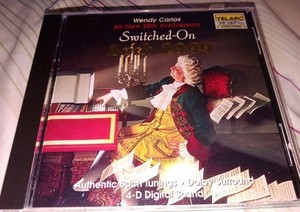 Wendy Carlos
All-New 25th Anniversary
Switched-On
TELARC
Authentic Bach Tunings • Dolby Surround
4-D Digital Sound